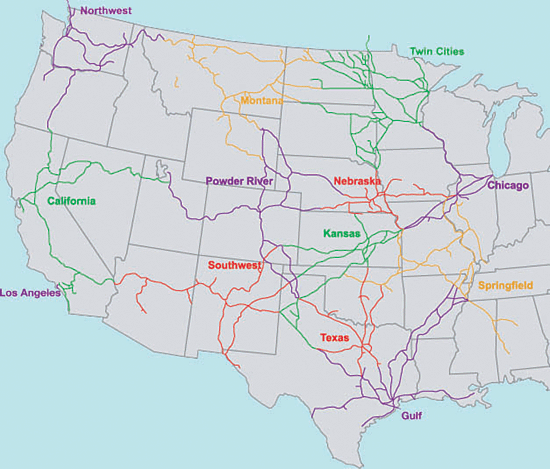 Northwest
Twin Cities
Montana
Powder River
Nebraska
Chicago
California
Kansas
Southwest
Los Angeles
Springfield
Texas
Gulf